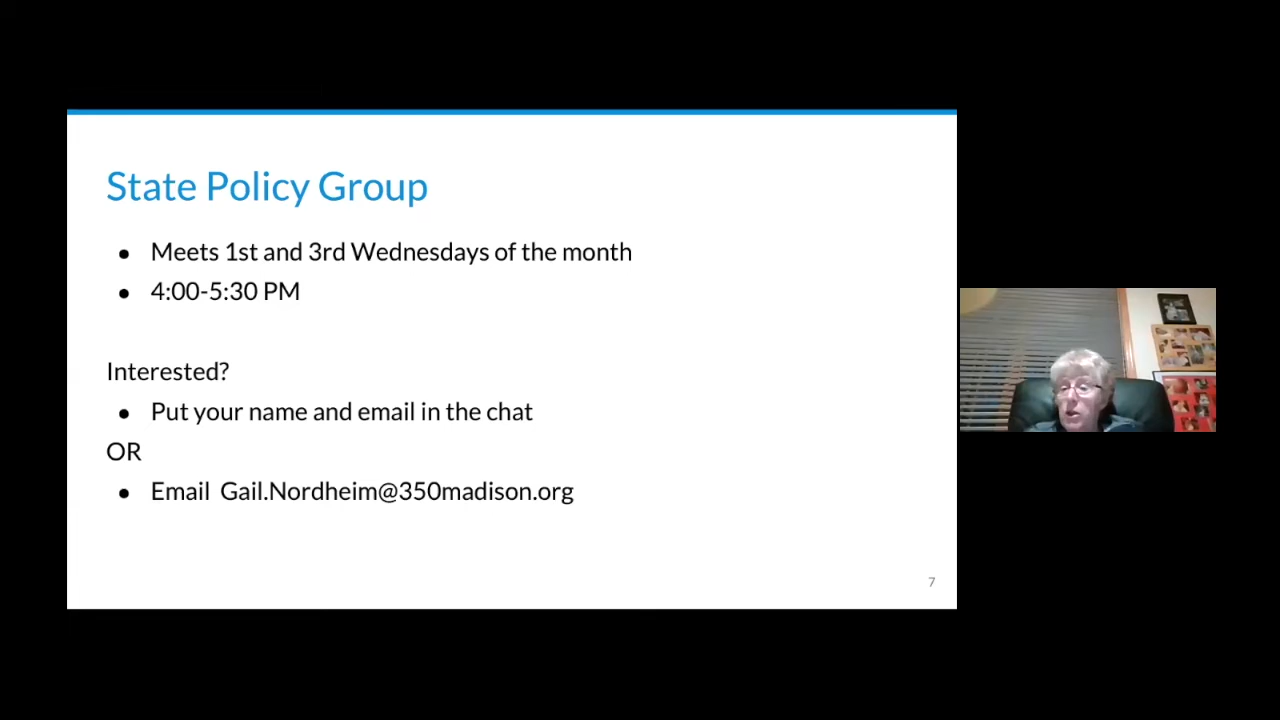 State Policy Group
● Meets 1st and 3rd Wednesdays of the month
● 4:00-5:30 PM
Interested?
● Put your name and email in the chat
OR
● Email  Gail.Nordheim@350madison.org
7